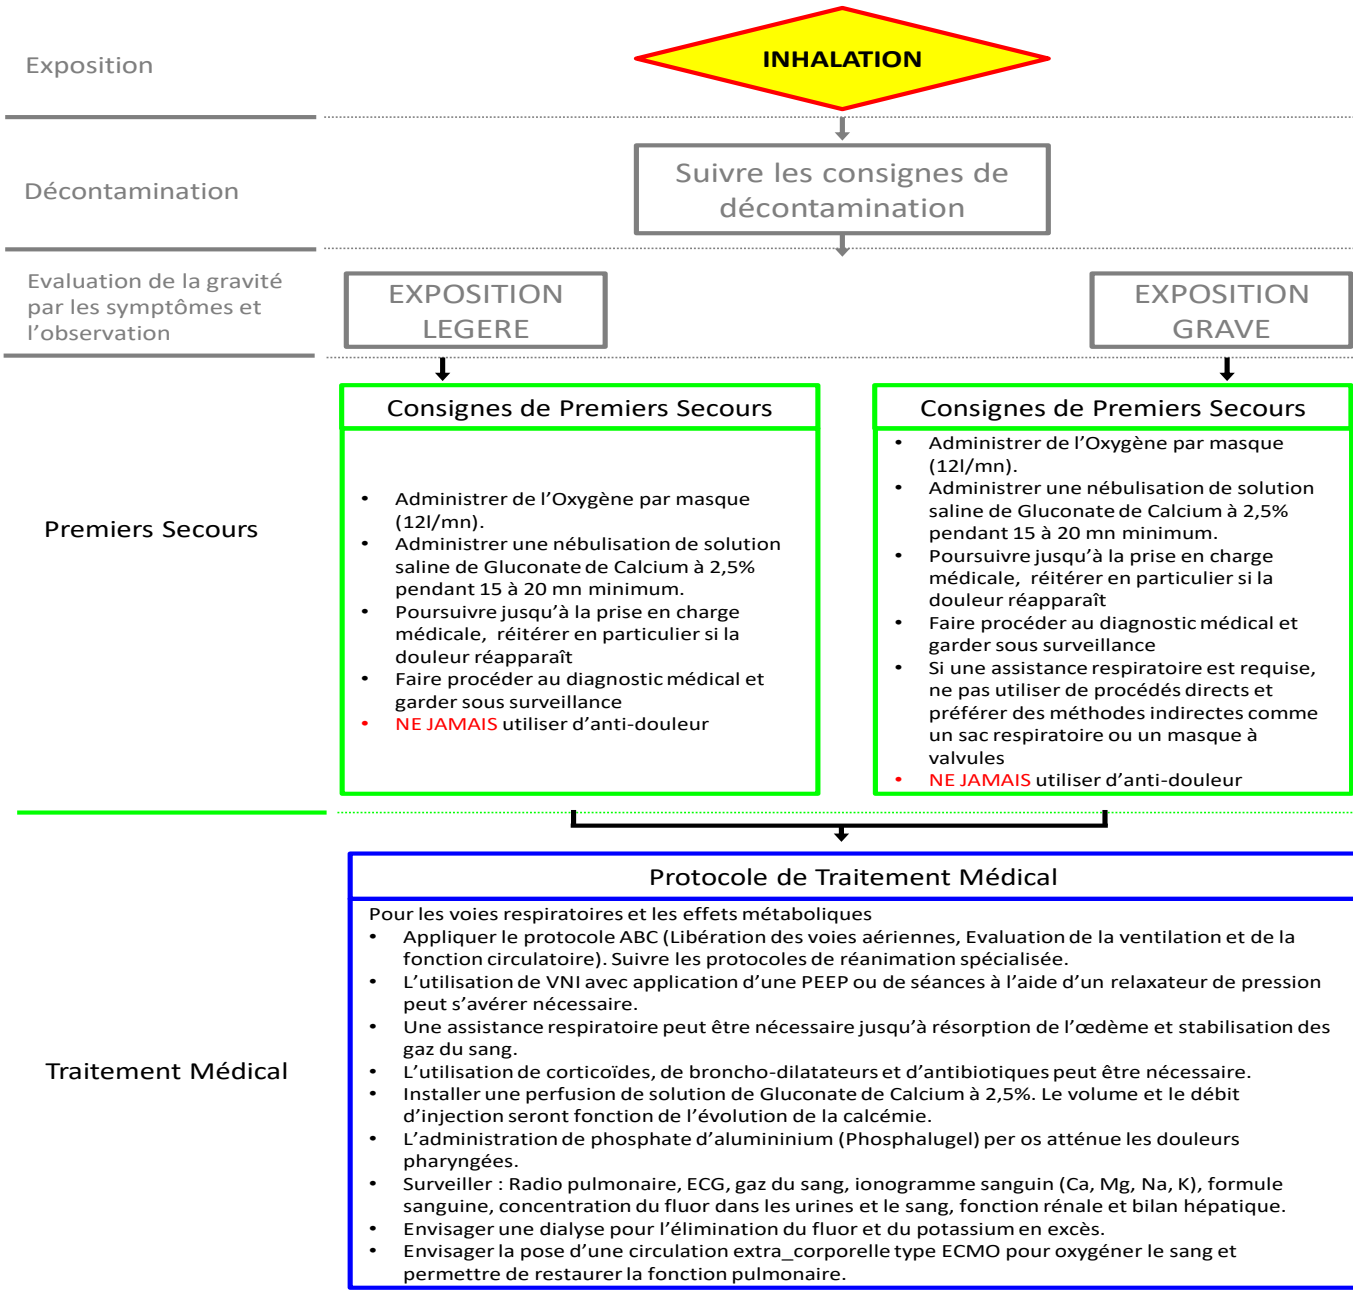 Exposition
INHALATION
Décontamination
Suivre les consignes de
décontamination
Evaluation de la gravité
par les symptômes et
l’observation
EXPOSITION
LEGERE
EXPOSITION
GRAVE
Premiers Secours
Consignes de Premiers Secours
• Administrer de l’Oxygène par masque
(12l/mn).
• Administrer une nébulisation de solution
saline de Gluconate de Calcium à 2,5%
pendant 15 à 20 mn minimum.
• Poursuivre jusqu’à la prise en charge
médicale, réitérer en particulier si la
douleur réapparaît
• Faire procéder au diagnostic médical et
garder sous surveillance
• NE JAMAIS utiliser d’anti-douleur
Consignes de Premiers Secours
• Administrer de l’Oxygène par masque
(12l/mn).
• Administrer une nébulisation de solution
saline de Gluconate de Calcium à 2,5%
pendant 15 à 20 mn minimum.
• Poursuivre jusqu’à la prise en charge
médicale, réitérer en particulier si la
douleur réapparaît
• Faire procéder au diagnostic médical et
garder sous surveillance
• Si une assistance respiratoire est requise,
ne pas utiliser de procédés directs et
préférer des méthodes indirectes comme
un sac respiratoire ou un masque à
valvules
• NE JAMAIS utiliser d’anti-douleur
Traitement Médical
Protocole de Traitement Médical
Pour les voies respiratoires et les effets métaboliques
• Appliquer le protocole ABC (Libération des voies aériennes, Evaluation de la ventilation et de la
fonction circulatoire). Suivre les protocoles de réanimation spécialisée.
• L’utilisation de VNI avec application d’une PEEP ou de séances à l’aide d’un relaxateur de pression
peut s’avérer nécessaire.
• Une assistance respiratoire peut être nécessaire jusqu’à résorption de l’œdème et stabilisation des
gaz du sang.
• L’utilisation de corticoïdes, de broncho-dilatateurs et d’antibiotiques peut être nécessaire.
• Installer une perfusion de solution de Gluconate de Calcium à 2,5%. Le volume et le débit
d’injection seront fonction de l’évolution de la calcémie.
• L’administration de phosphate d’alumininium (Phosphalugel) per os atténue les douleurs
pharyngées.
• Surveiller : Radio pulmonaire, ECG, gaz du sang, ionogramme sanguin (Ca, Mg, Na, K), formule
sanguine, concentration du fluor dans les urines et le sang, fonction rénale et bilan hépatique.
• Envisager une dialyse pour l’élimination du fluor et du potassium en excès.
• Envisager la pose d’une circulation extra_corporelle type ECMO pour oxygéner le sang et
permettre de restaurer la fonction pulmonaire.